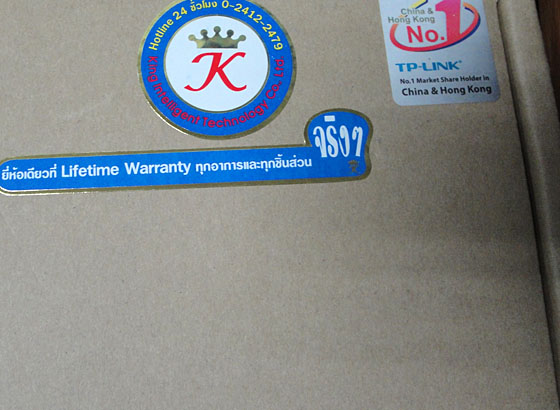 Hotline 24 ชั่วโมง 0-2412-2479
K
King Intelligent Technology Co., Ltd.
China &
Hong Kong
No.1
TP-LINK®
No.1 Market Share Holder in
China & Hong Kong
จริงๆ
ยี่ห้อเดียวที่ Lifetime Warranty ทุกอาการและทุกชิ้นส่วน